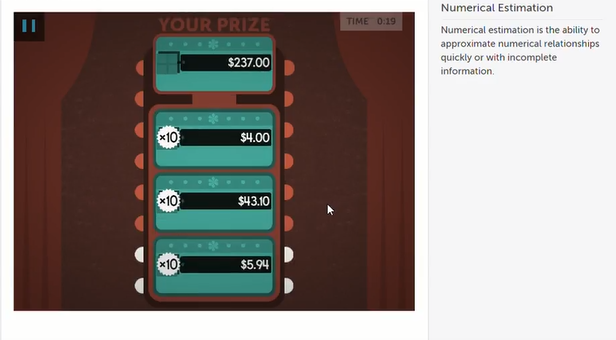 YOUR PRIZE
TIME 0:19
$237.00
×10 $4.00
×10 $43.10
×10 $5.94
Numerical Estimation
Numerical estimation is the ability to
approximate numerical relationships
quickly or with incomplete
information.